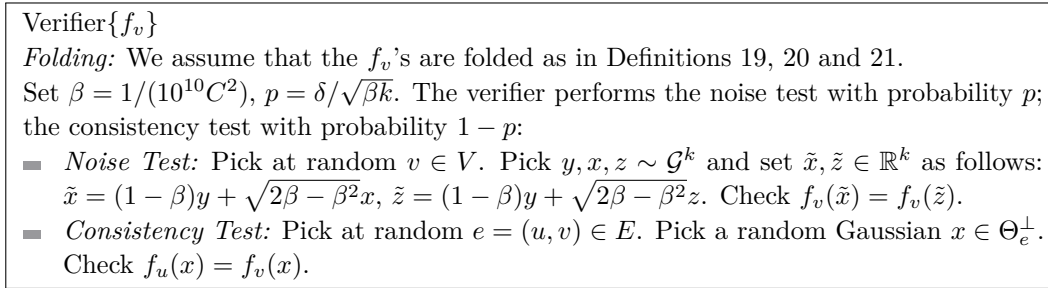 Verifier{f_v}
Folding: We assume that the f_v's are folded as in Definitions 19, 20 and 21.
Set β = 1/(10^{10}C^2), p = δ/√(βk). The verifier performs the noise test with probability p;
the consistency test with probability 1 − p:
Noise Test: Pick at random v ∈ V. Pick y, x, z ∼ 𝒢^k and set x̃, z̃ ∈ ℝ^k as follows:
x̃ = (1 − β)y + √(2β − β^2)x, z̃ = (1 − β)y + √(2β − β^2)z. Check f_v(x̃) = f_v(z̃).
Consistency Test: Pick at random e = (u, v) ∈ E. Pick a random Gaussian x ∈ Θ_e^⊥.
Check f_u(x) = f_v(x).